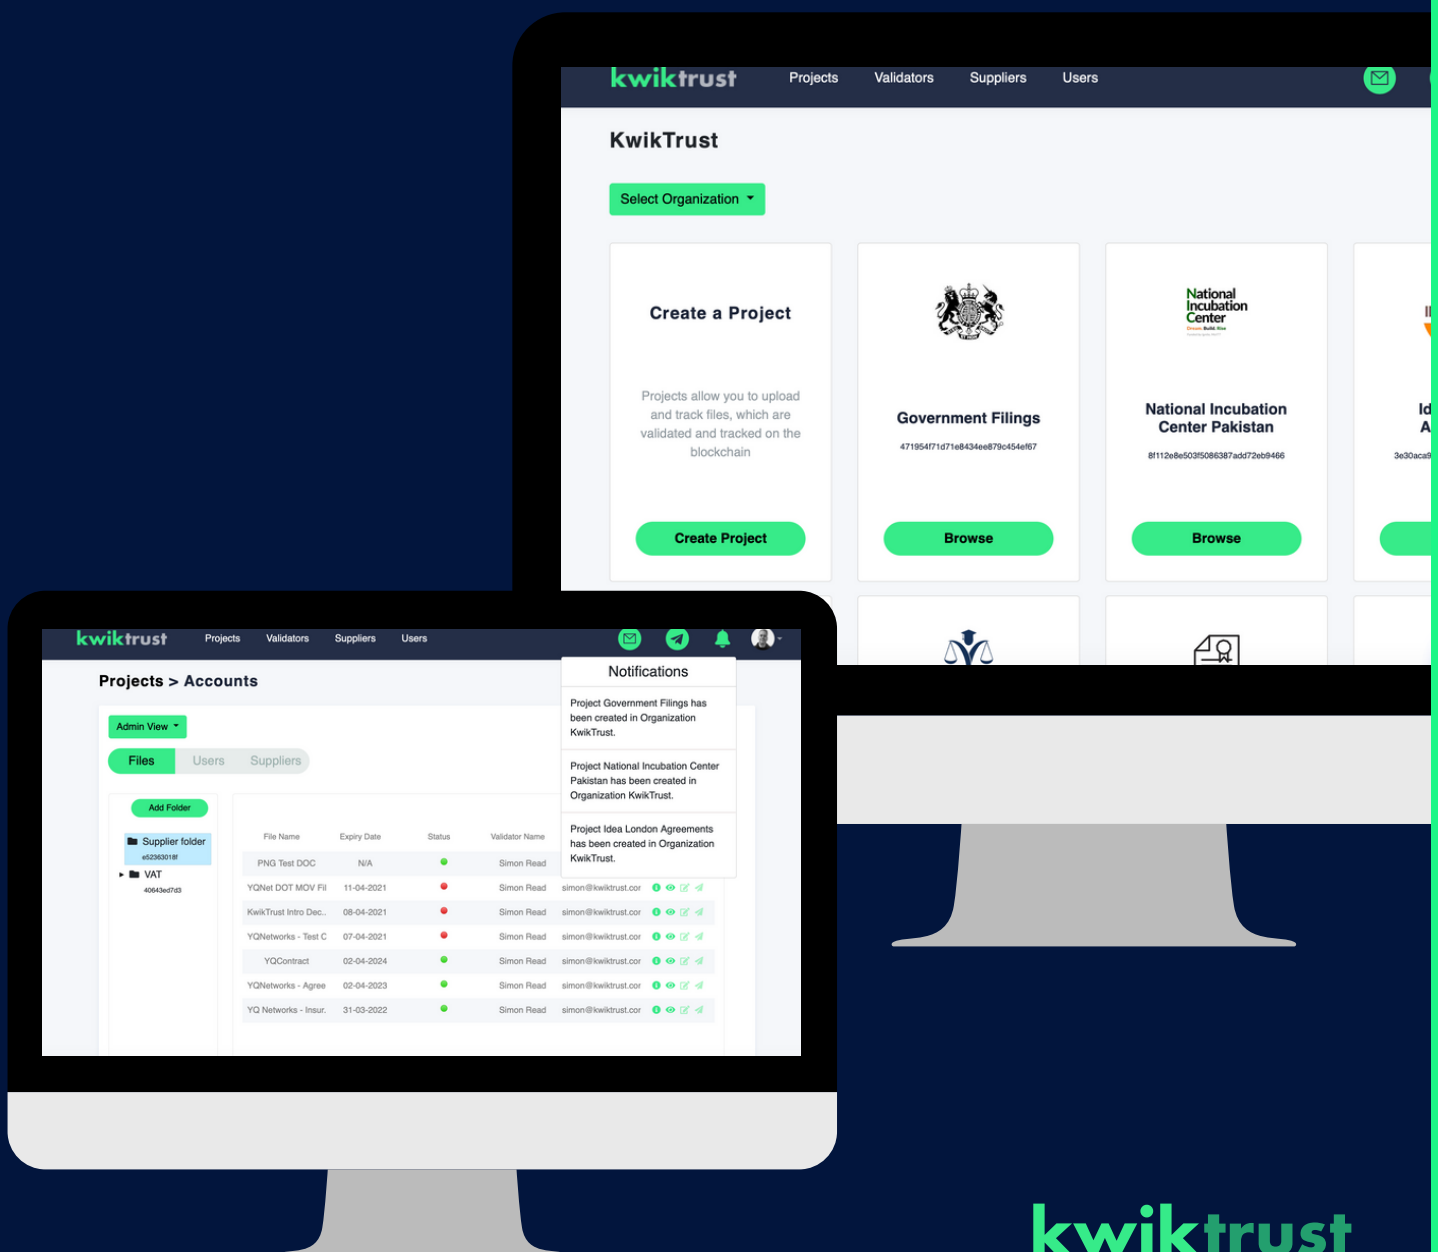 kwiktrust Projects Validators Suppliers Users
KwikTrust
Select Organization
Create a Project
Projects allow you to upload
and track files, which are
validated and tracked on the
blockchain
Create Project
Government Filings
471954f71d71e8434ee879c454ef67
Browse
National
Incubation
Center
Dream. Build. Rise
National Incubation
Center Pakistan
8f112e8e503f5086387add72eb9466
Browse
Id
A
3e30aca9
kwiktrust Projects Validators Suppliers Users
Projects > Accounts
Admin View
Files Users Suppliers
Add Folder
Supplier folder
e52363018f
VAT
40643ed7d3
Notifications
Project Government Filings has
been created in Organization
KwikTrust.
Project National Incubation Center
Pakistan has been created in
Organization KwikTrust.
Project Idea London Agreements
has been created in Organization
KwikTrust.
File Name Expiry Date Status Validator Name
PNG Test DOC N/A Simon Read
YQNet DOT MOV Fil 11-04-2021 Simon Read simon@kwiktrust.cor
KwikTrust Intro Dec.. 08-04-2021 Simon Read simon@kwiktrust.cor
YQNetworks - Test C 07-04-2021 Simon Read simon@kwiktrust.cor
YQContract 02-04-2024 Simon Read simon@kwiktrust.cor
YQNetworks - Agree 02-04-2023 Simon Read simon@kwiktrust.cor
YQ Networks - Insur. 31-03-2022 Simon Read simon@kwiktrust.cor
kwiktrust